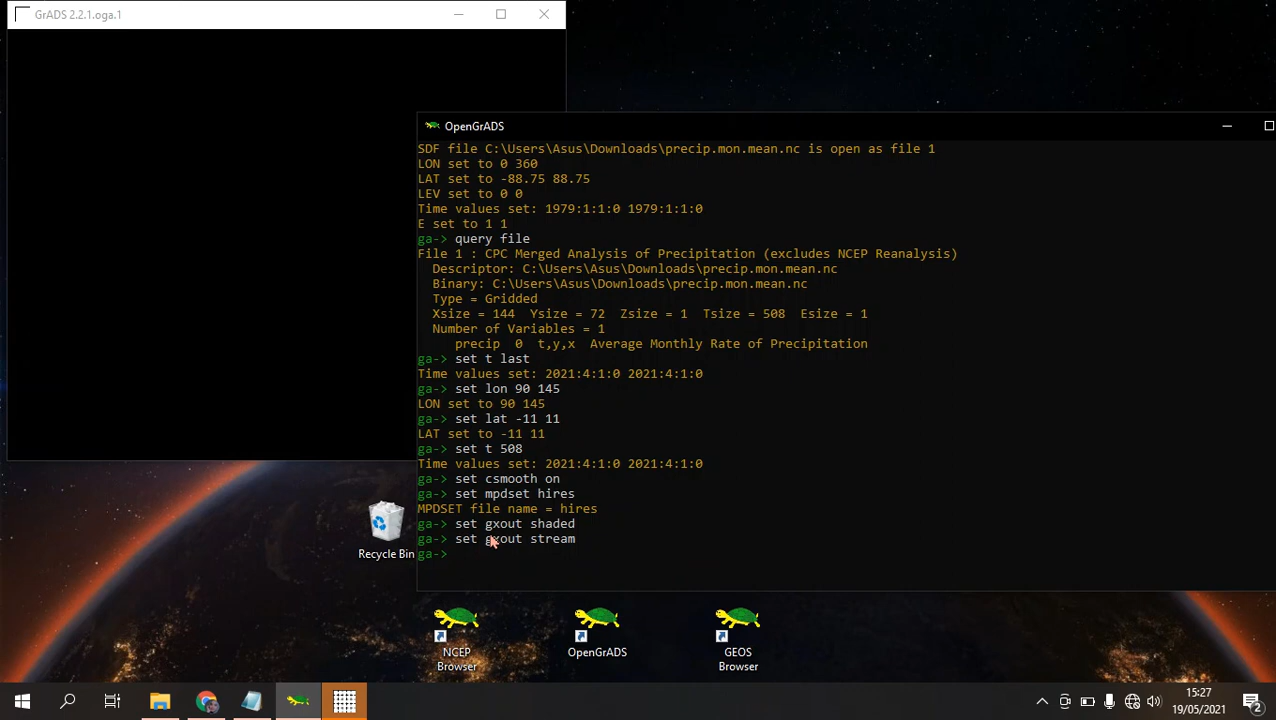 GrADS 2.2.1.oga.1
OpenGrADS
SDF file C:\Users\Asus\Downloads\precip.mon.mean.nc is open as file 1
LON set to 0 360
LAT set to -88.75 88.75
LEV set to 0 0
Time values set: 1979:1:1:0 1979:1:1:0
E set to 1 1
ga-> query file
File 1 : CPC Merged Analysis of Precipitation (excludes NCEP Reanalysis)
Descriptor: C:\Users\Asus\Downloads\precip.mon.mean.nc
Binary: C:\Users\Asus\Downloads\precip.mon.mean.nc
Type = Gridded
Xsize = 144 Ysize = 72 Zsize = 1 Tsize = 508 Esize = 1
Number of Variables = 1
precip 0 t,y,x Average Monthly Rate of Precipitation
ga-> set t last
Time values set: 2021:4:1:0 2021:4:1:0
ga-> set lon 90 145
LON set to 90 145
ga-> set lat -11 11
LAT set to -11 11
ga-> set t 508
Time values set: 2021:4:1:0 2021:4:1:0
ga-> set csmooth on
ga-> set mpdset hires
MPDSET file name = hires
ga-> set gxout shaded
ga-> set gxout stream
ga->
Recycle Bin
NCEP
Browser
OpenGrADS
GEOS
Browser
15:27
19/05/2021
2